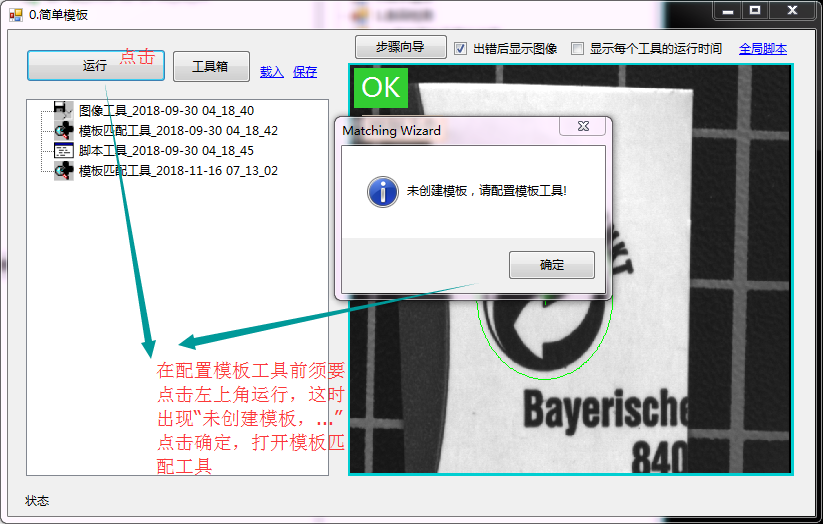 0.简单模板
运行
点击
工具箱
载入
保存
步骤向导
出错后显示图像
显示每个工具的运行时间
全局脚本
图像工具_2018-09-30 04_18_40
模板匹配工具_2018-09-30 04_18_42
脚本工具_2018-09-30 04_18_45
模板匹配工具_2018-11-16 07_13_02
OK
Matching Wizard
未创建模板，请配置模板工具!
确定
Bayerische
840
在配置模板工具前须要
点击左上角运行，这时
出现“未创建模板，...”
点击确定，打开模板匹
配工具
状态